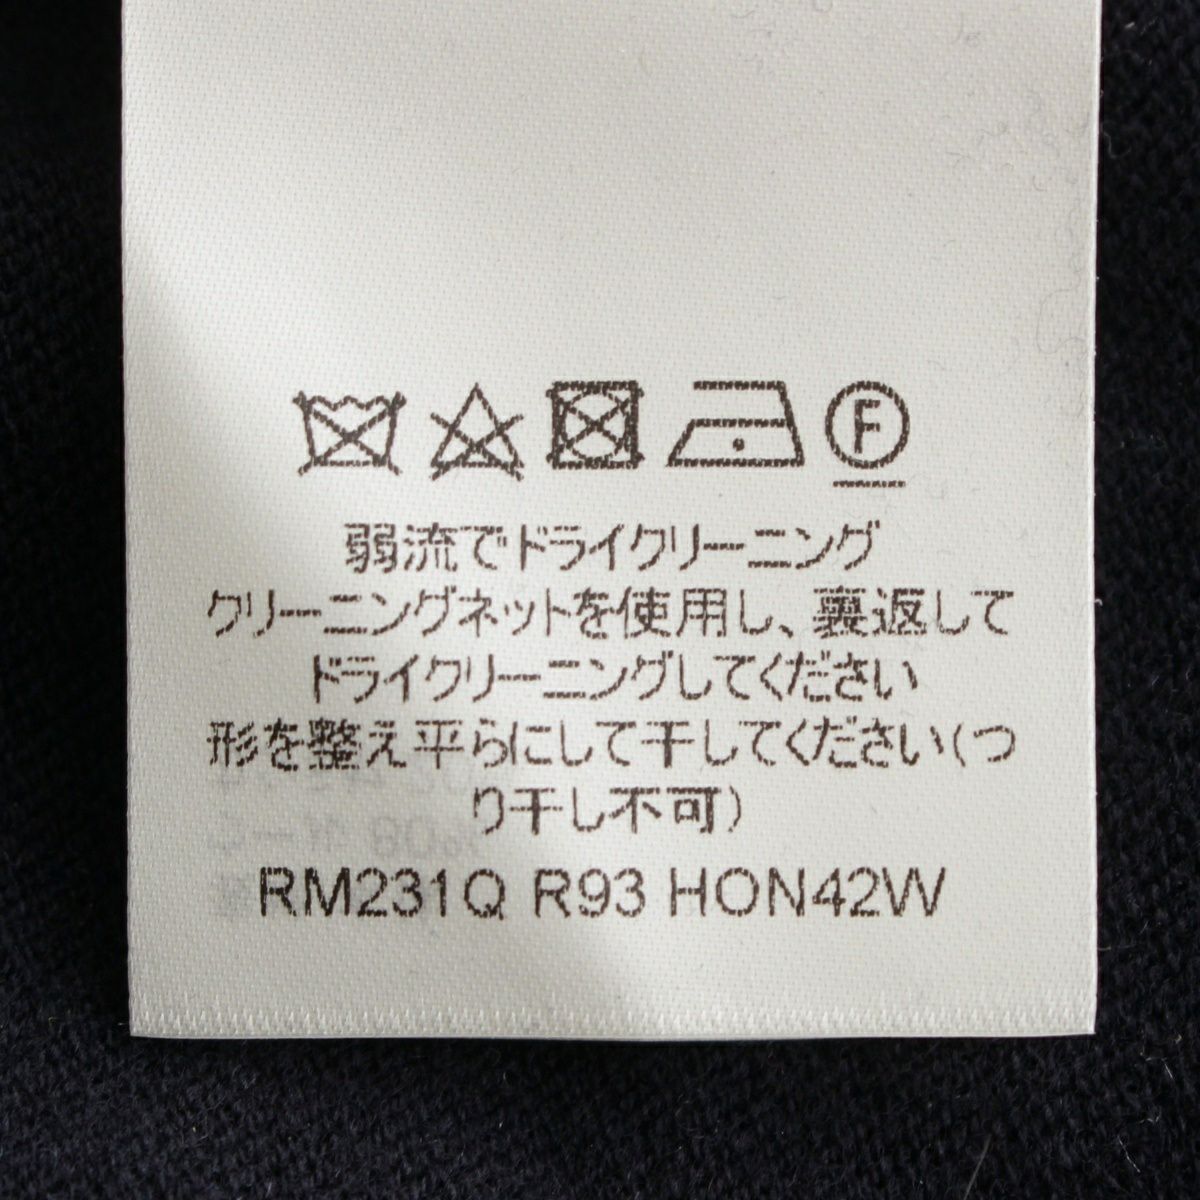 F
弱流でドライクリーニング
クリーニングネットを使用し、裏返して
ドライクリーニングしてください
形を整え平らにして干してください(つ
り干し不可)
RM231Q R93 HON42W